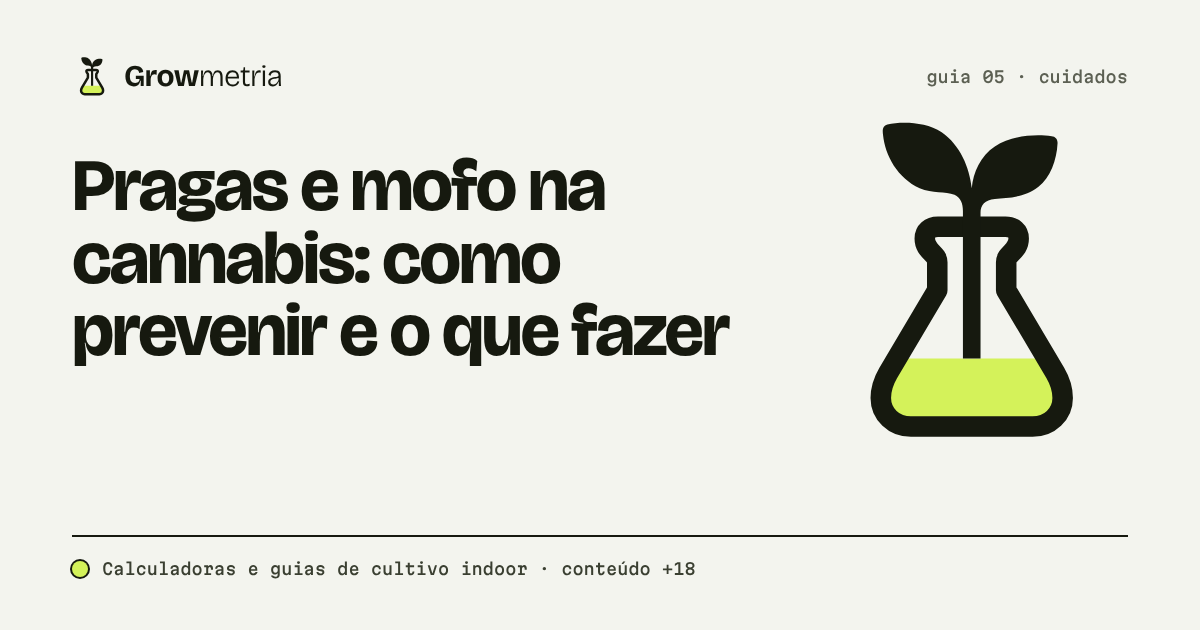 Growmetria
guia 05 · cuidados
Pragas e mofo na
cannabis: como
prevenir e o que fazer
Calculadoras e guias de cultivo indoor · conteúdo +18